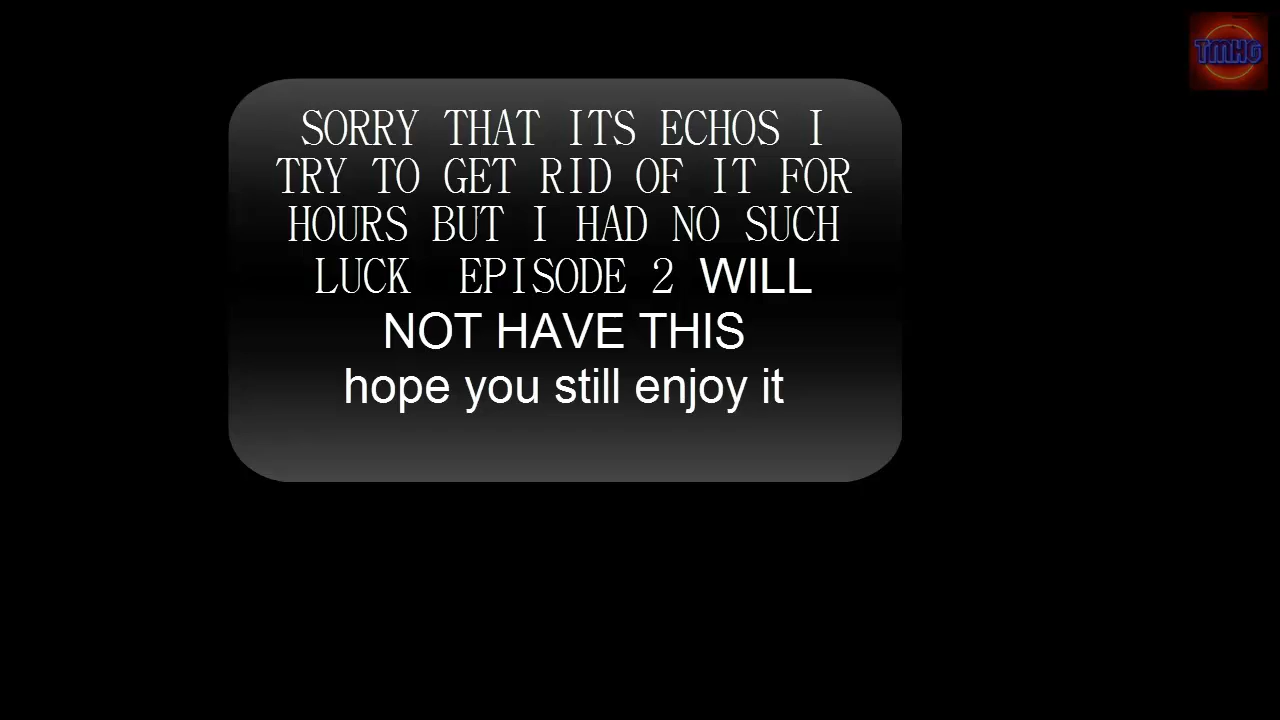 TMHG
SORRY THAT ITS ECHOS I
TRY TO GET RID OF IT FOR
HOURS BUT I HAD NO SUCH
LUCK  EPISODE 2 WILL
NOT HAVE THIS
hope you still enjoy it